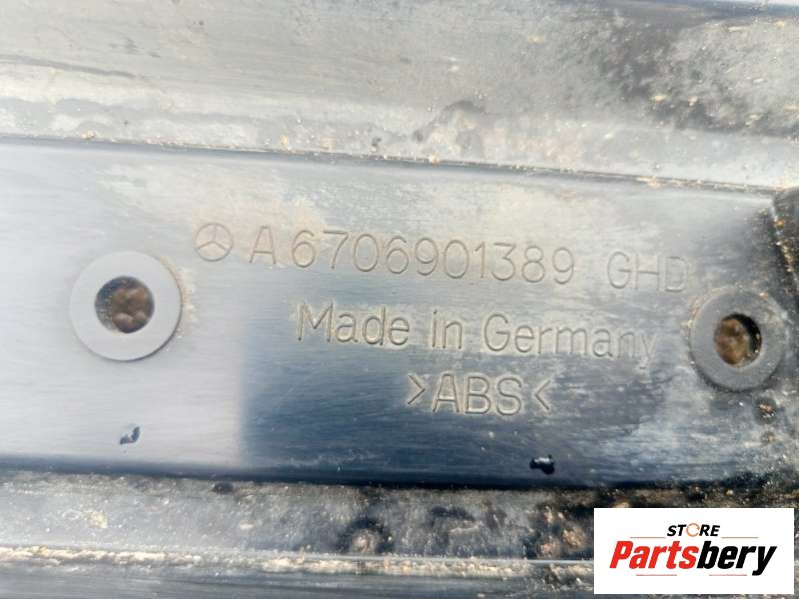 A 6706901389 GHD
Made in Germany
>ABS<
STORE
Partsbery